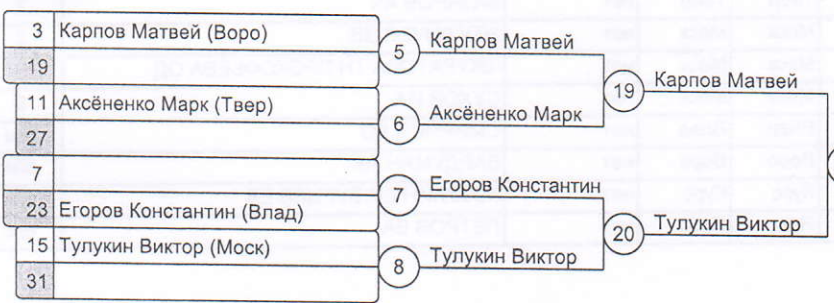 3 Карпов Матвей (Воро)
19
5 Карпов Матвей
11 Аксёненко Марк (Твер)
27
6 Аксёненко Марк
19 Карпов Матвей
7
23 Егоров Константин (Влад)
7 Егоров Константин
15 Тулукин Виктор (Моск)
31
8 Тулукин Виктор
20 Тулукин Виктор